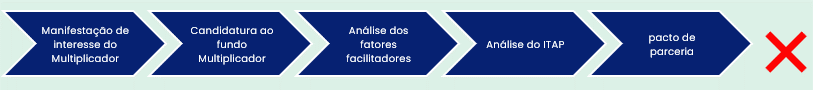 Manifestação de
interesse do
Multiplicador
Candidatura ao
fundo
Multiplicador
Análise dos
fatores
facilitadores
Análise do ITAP
pacto de
parceria